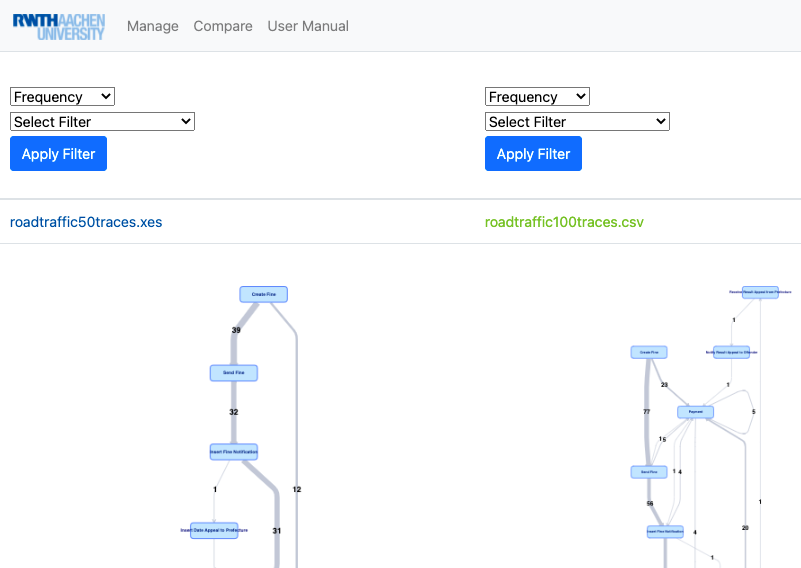 RWTH AACHEN
UNIVERSITY
Manage Compare User Manual
Frequency
Select Filter
Apply Filter
Frequency
Select Filter
Apply Filter
roadtraffic50traces.xes
roadtraffic100traces.csv
Create Fine
39
Send Fine
32
Insert Fine Notification
1
12
Insert Date Appeal to Prefecture
31
Receive Result Appeal from Prefecture
1
Create Fine
Notify Result Appeal to Offender
23
1
77
Payment
5
1 5
Send Fine
1 4
1
56
Insert Fine Notification
4
20
1